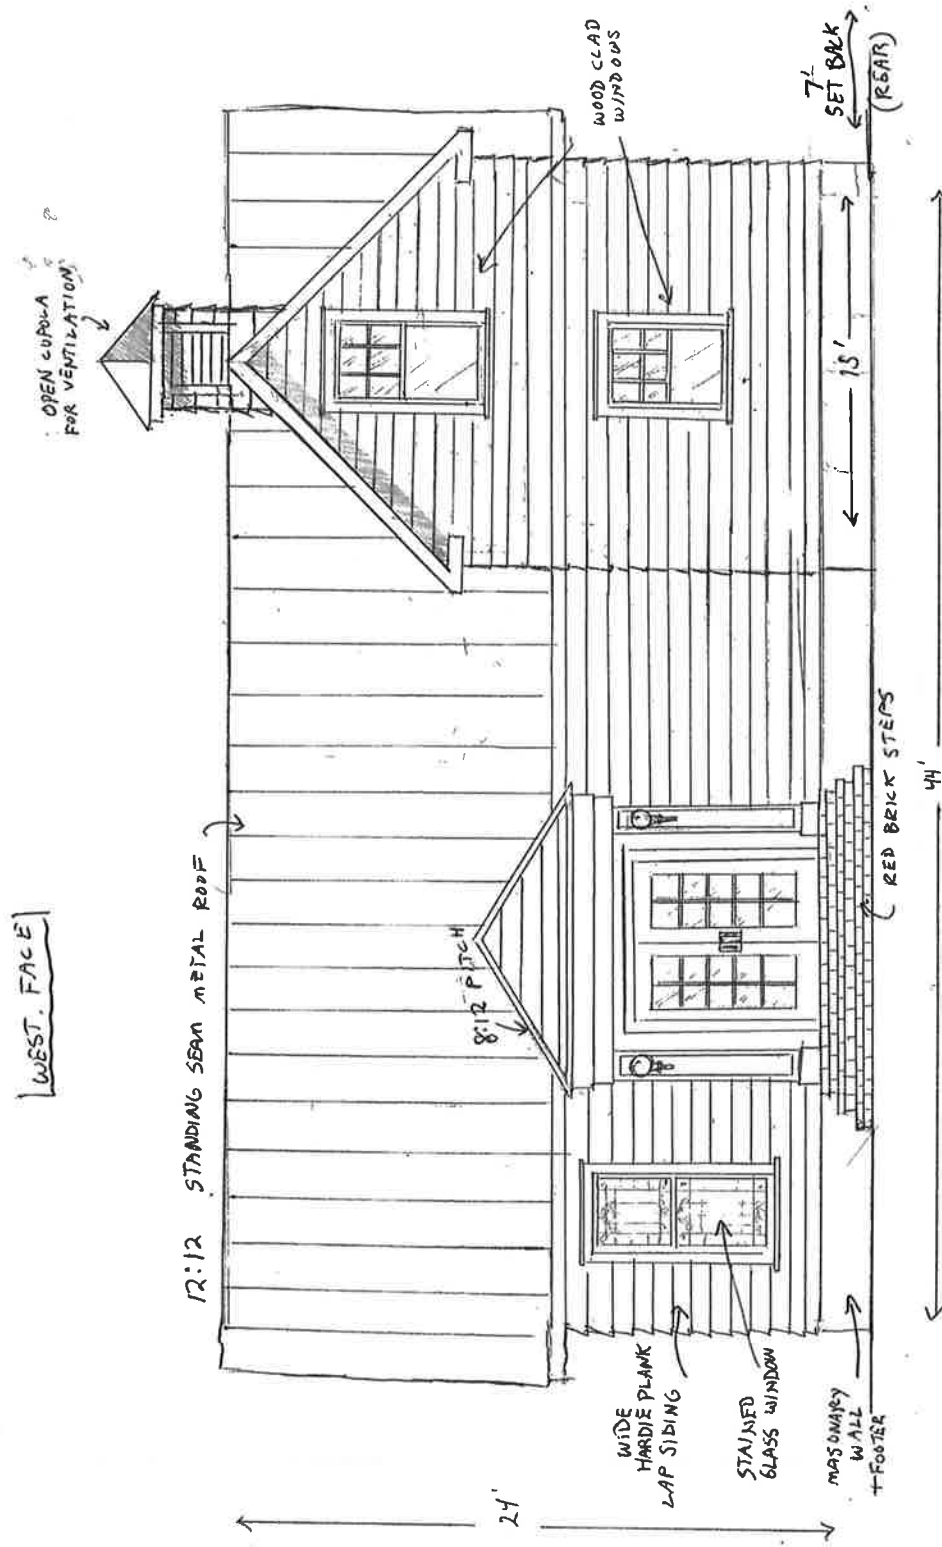 WEST. FACE
OPEN CUPOLA
FOR VENTILATION
12:12 STANDING SEAM METAL ROOF
8:12 PITCH
WOOD CLAD
WINDOWS
WIDE
HARDIE PLANK
LAP SIDING
STAINED
GLASS WINDOW
MASONARY
WALL
+ FOOTER
RED BRICK STEPS
15'
7'
SET BACK
(REAR)
24'
44'